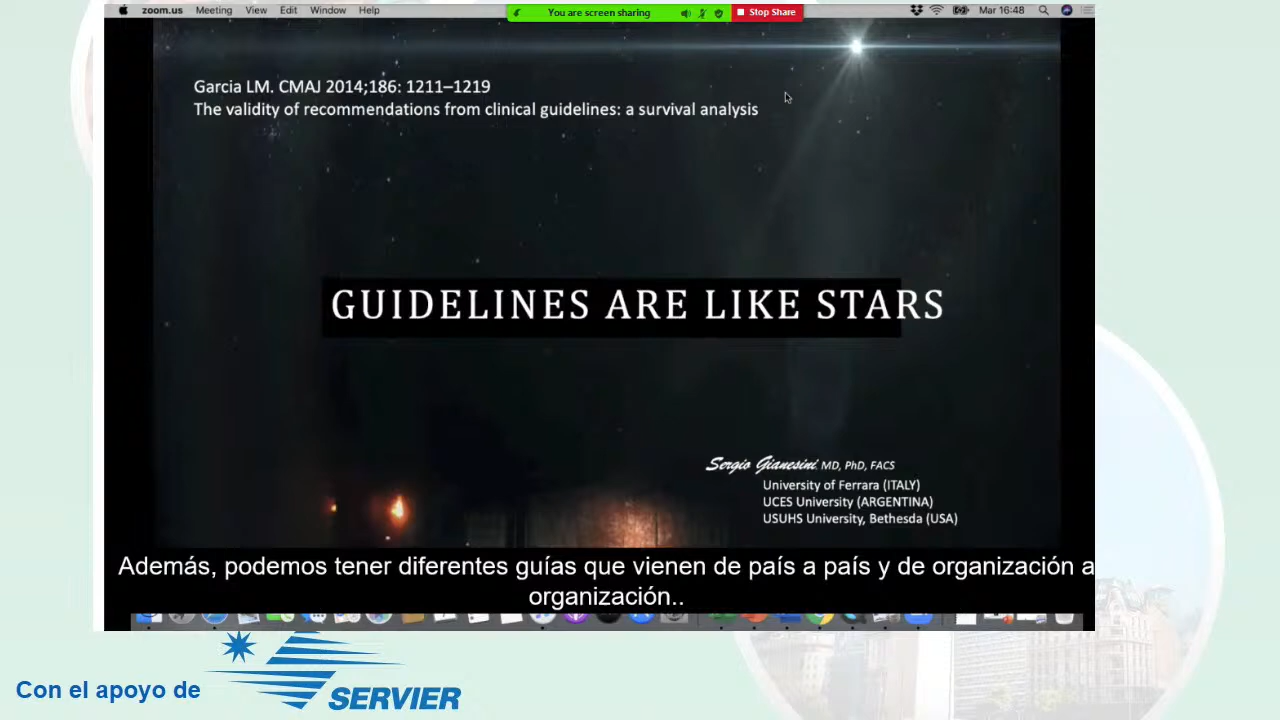 zoom.us Meeting View Edit Window Help
You are screen sharing
Stop Share
Mar 16:48
Garcia LM. CMAJ 2014;186: 1211–1219
The validity of recommendations from clinical guidelines: a survival analysis
GUIDELINES ARE LIKE STARS
Sergio Gianesini MD, PhD, FACS
University of Ferrara (ITALY)
UCES University (ARGENTINA)
USUHS University, Bethesda (USA)
Además, podemos tener diferentes guías que vienen de país a país y de organización a
organización..
Con el apoyo de
SERVIER